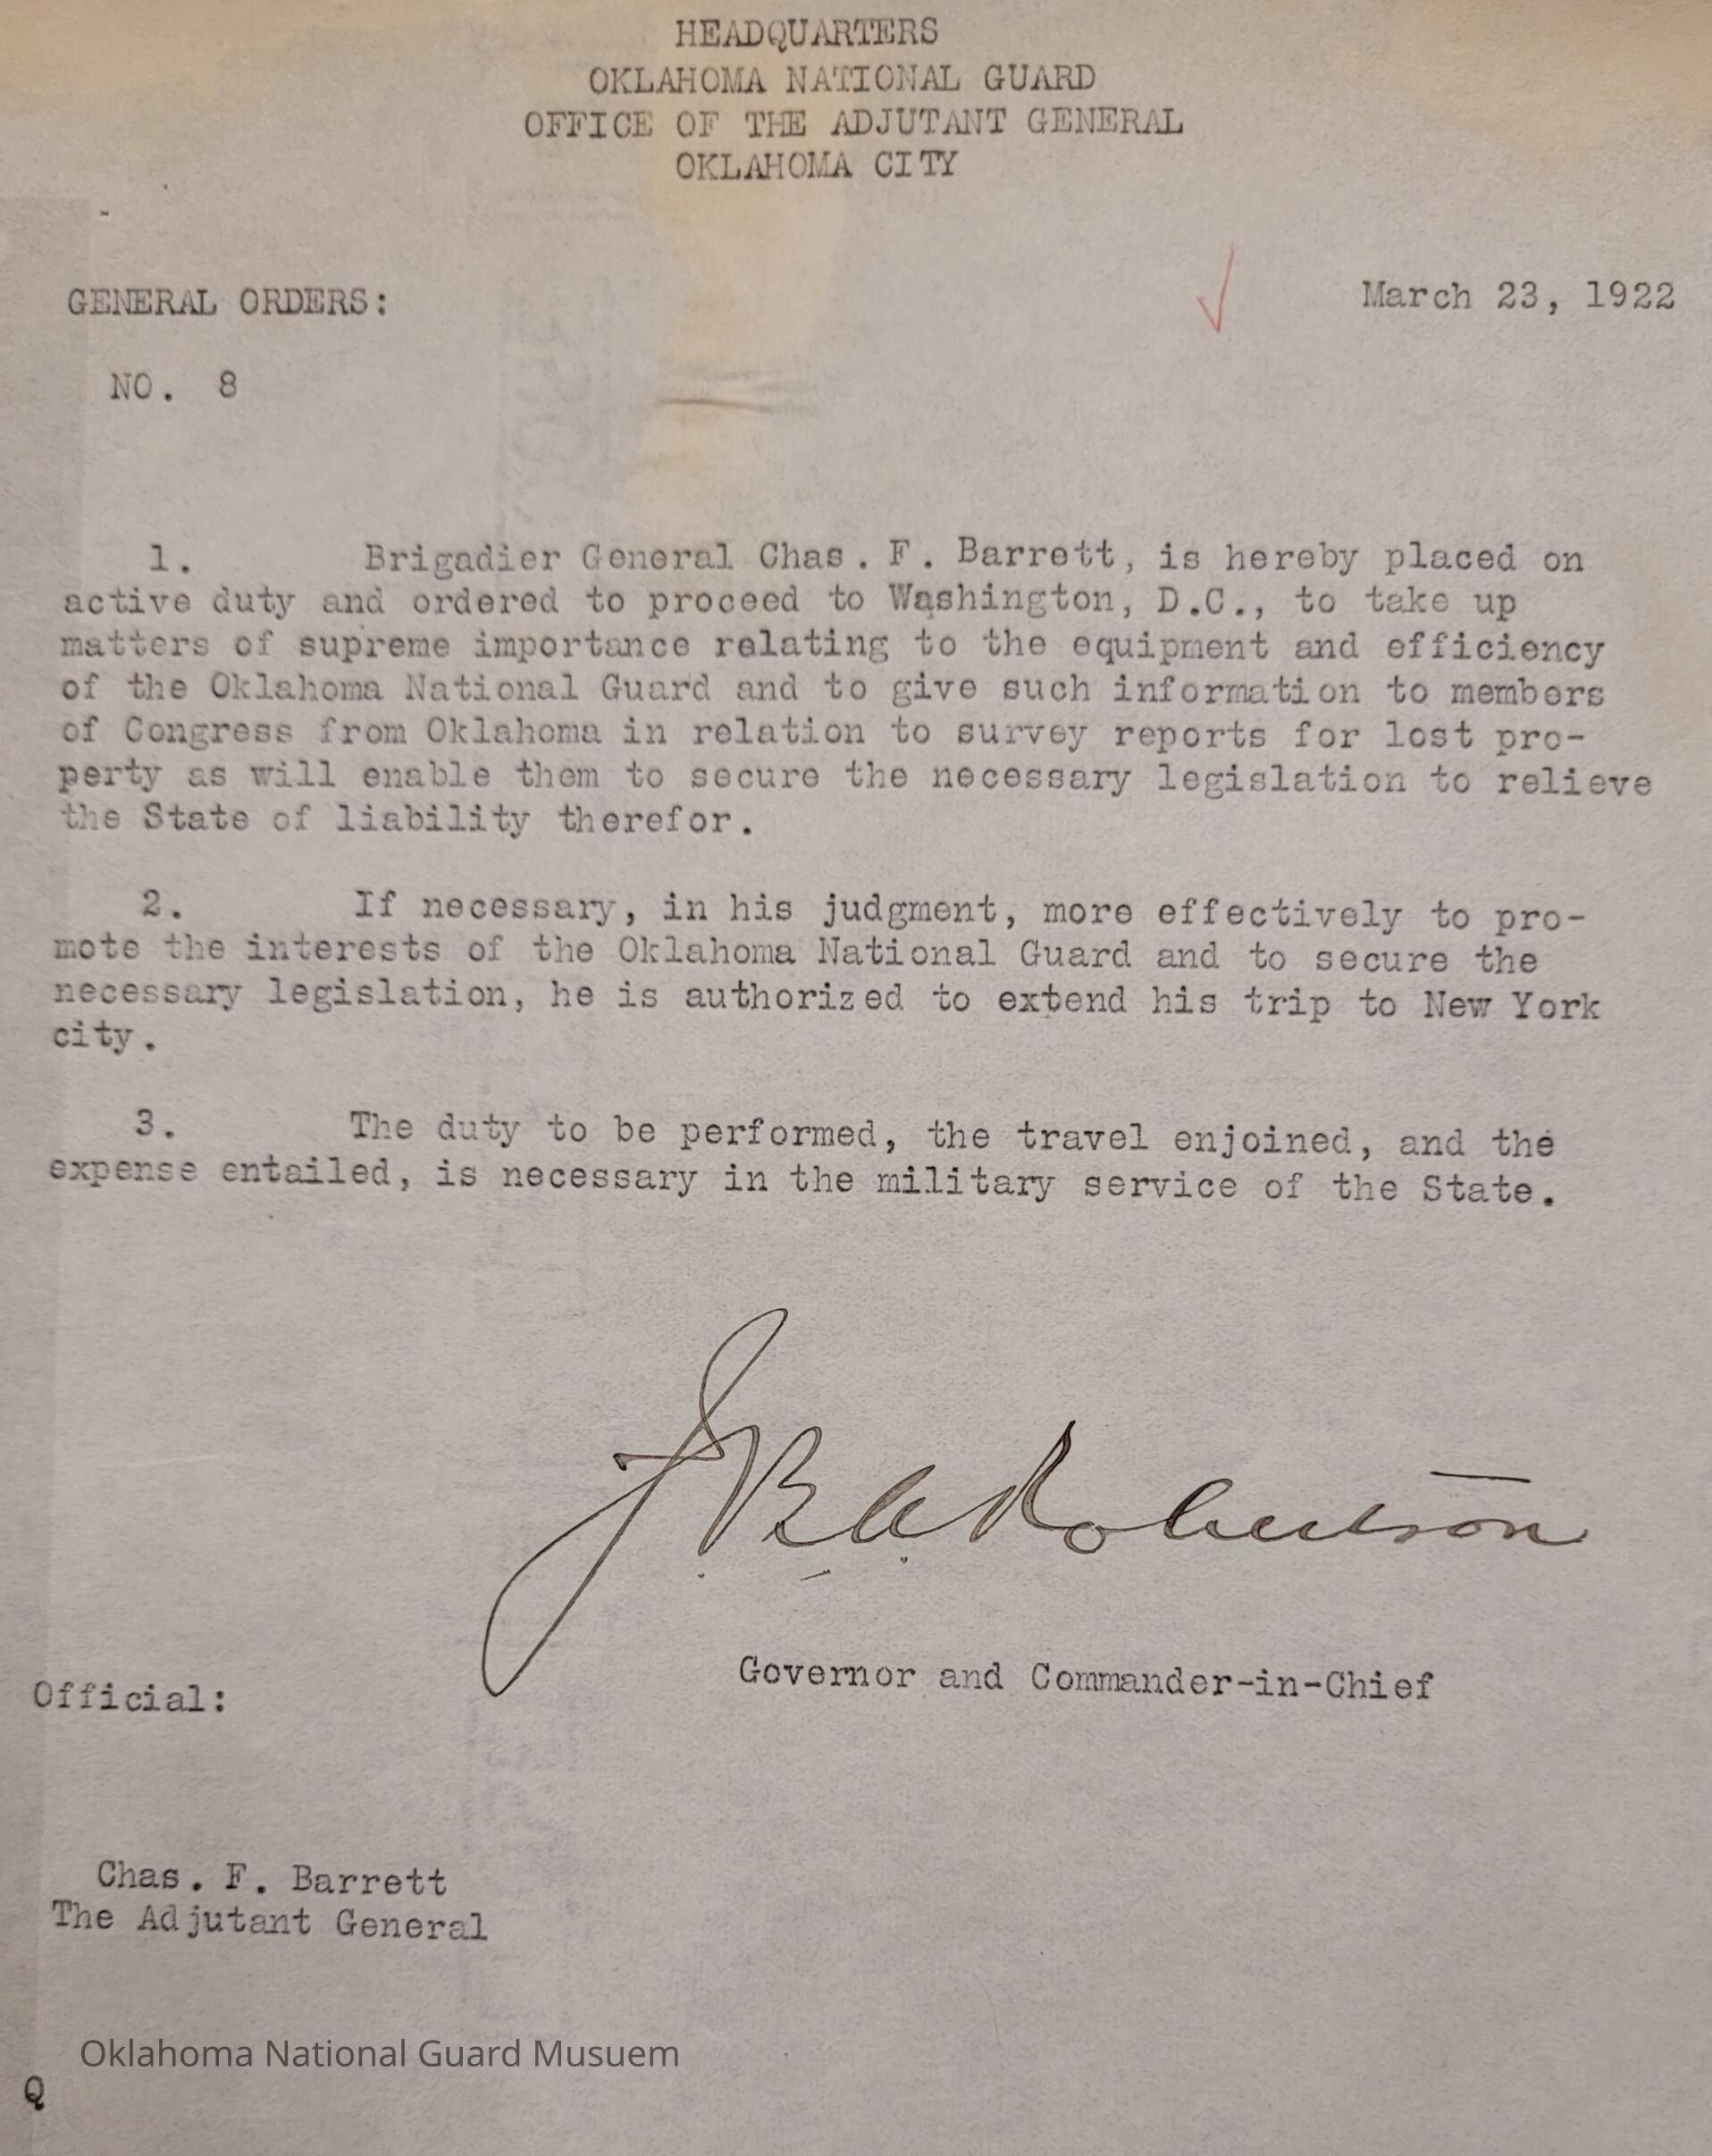 HEADQUARTERS
OKLAHOMA NATIONAL GUARD
OFFICE OF THE ADJUTANT GENERAL
OKLAHOMA CITY
GENERAL ORDERS:
March 23, 1922
NO. 8
1. Brigadier General Chas. F. Barrett, is hereby placed on
active duty and ordered to proceed to Washington, D.C., to take up
matters of supreme importance relating to the equipment and efficiency
of the Oklahoma National Guard and to give such information to members
of Congress from Oklahoma in relation to survey reports for lost pro-
perty as will enable them to secure the necessary legislation to relieve
the State of liability therefor.
2. If necessary, in his judgment, more effectively to pro-
mote the interests of the Oklahoma National Guard and to secure the
necessary legislation, he is authorized to extend his trip to New York
city.
3. The duty to be performed, the travel enjoined, and the
expense entailed, is necessary in the military service of the State.
J B A Robertson
Governor and Commander-in-Chief
Official:
Chas. F. Barrett
The Adjutant General
Oklahoma National Guard Musuem
Q